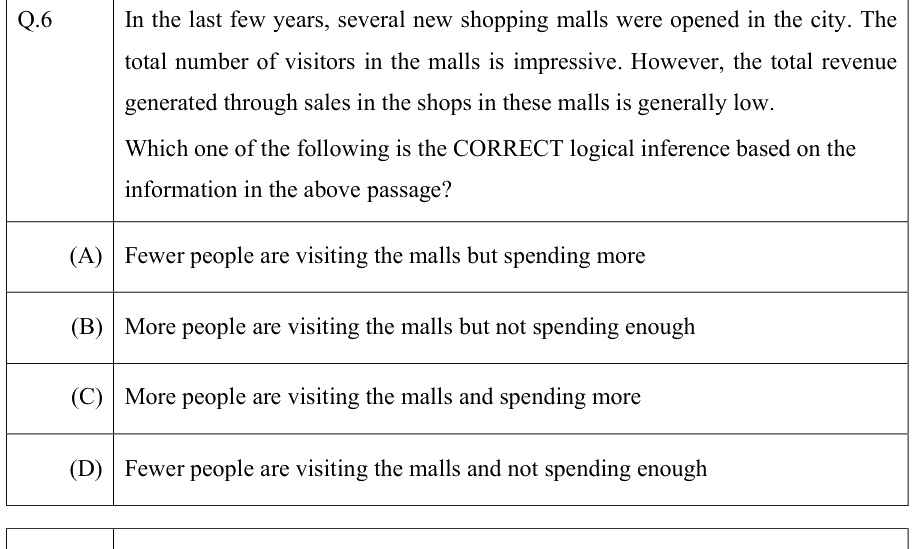 Q.6 In the last few years, several new shopping malls were opened in the city. The
total number of visitors in the malls is impressive. However, the total revenue
generated through sales in the shops in these malls is generally low.
Which one of the following is the CORRECT logical inference based on the
information in the above passage?
(A) Fewer people are visiting the malls but spending more
(B) More people are visiting the malls but not spending enough
(C) More people are visiting the malls and spending more
(D) Fewer people are visiting the malls and not spending enough